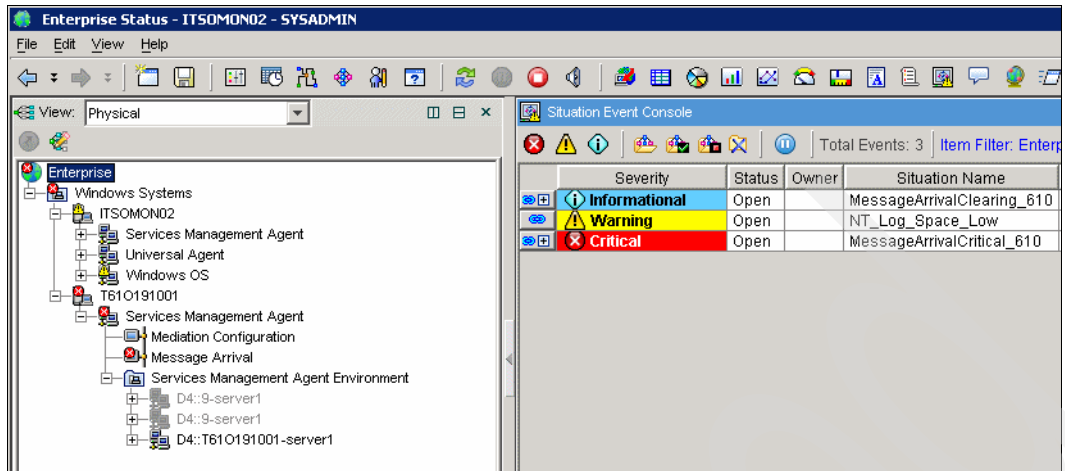 Enterprise Status - ITSOMON02 - SYSADMIN
File Edit View Help
View: Physical
Enterprise
Windows Systems
ITSOMON02
Services Management Agent
Universal Agent
Windows OS
T61O191001
Services Management Agent
Mediation Configuration
Message Arrival
Services Management Agent Environment
D4::9-server1
D4::9-server1
D4::T61O191001-server1
Situation Event Console
Total Events: 3 Item Filter: Enterp
Severity Status Owner Situation Name
Informational Open MessageArrivalClearing_610
Warning Open NT_Log_Space_Low
Critical Open MessageArrivalCritical_610